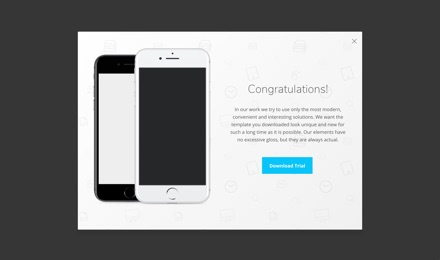 Congratulations!
In our work we try to use only the most modern,
convenient and interesting solutions. We want the
template you downloaded look unique and new for
such a long time as it is possible. Our elements have
no excessive gloss, but they are always actual.
Download Trial